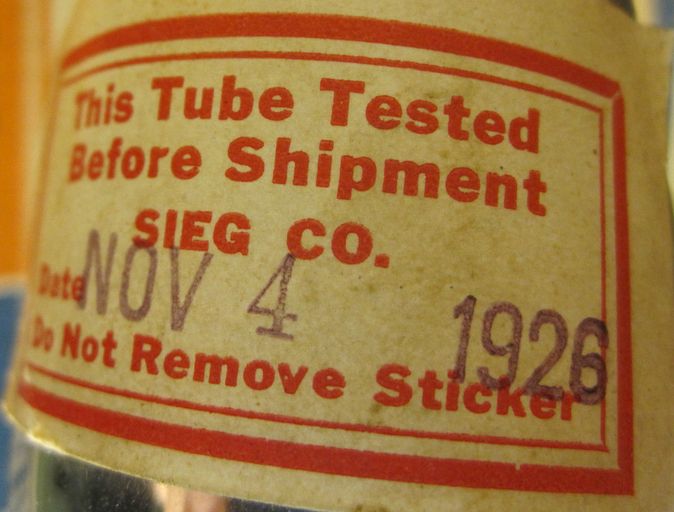 This Tube Tested
Before Shipment
SIEG CO.
Date NOV 4 1926
Do Not Remove Sticker